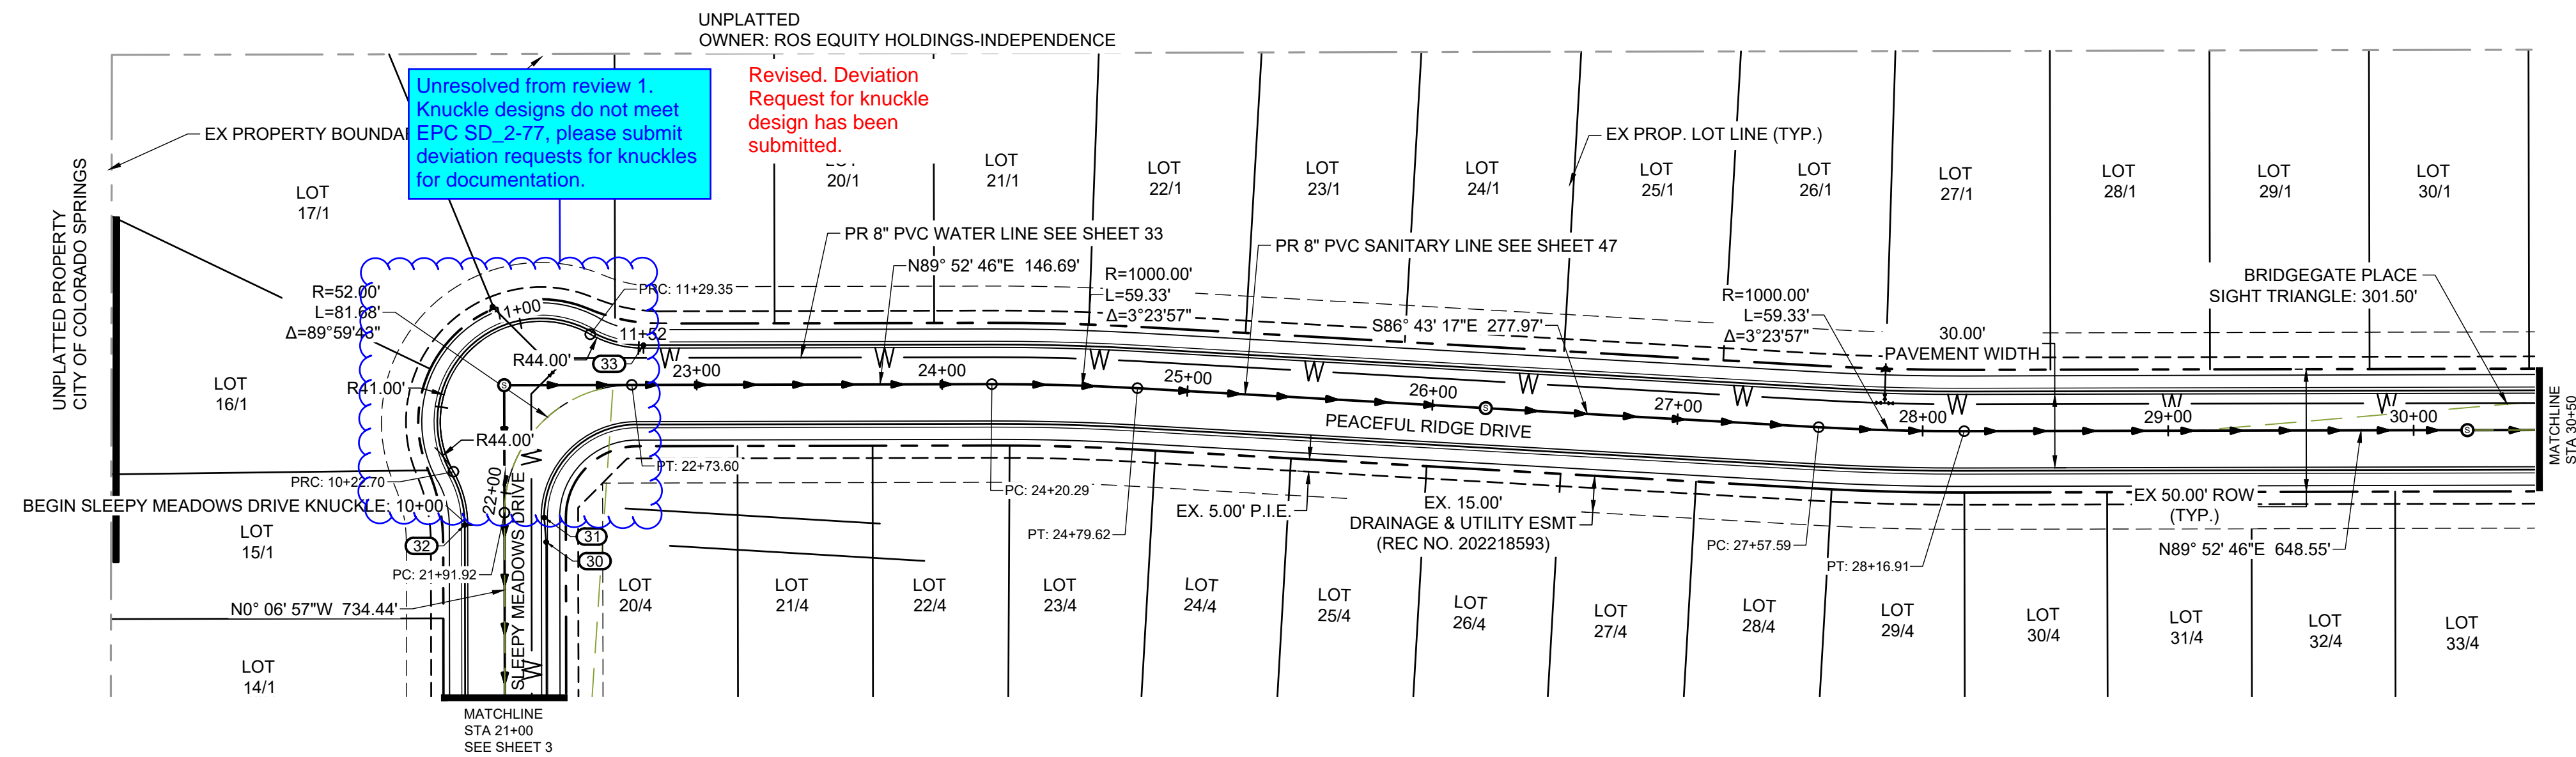 UNPLATTED
OWNER: ROS EQUITY HOLDINGS-INDEPENDENCE
Unresolved from review 1.
Knuckle designs do not meet
EPC SD_2-77, please submit
deviation requests for knuckles
for documentation.
Revised. Deviation
Request for knuckle
design has been
submitted.
EX PROPERTY BOUNDAR
EX PROP. LOT LINE (TYP.)
UNPLATTED PROPERTY
CITY OF COLORADO SPRINGS
LOT
17/1
LOT
20/1
LOT
21/1
LOT
22/1
LOT
23/1
LOT
24/1
LOT
25/1
LOT
26/1
LOT
27/1
LOT
28/1
LOT
29/1
LOT
30/1
PR 8" PVC WATER LINE SEE SHEET 33
PR 8" PVC SANITARY LINE SEE SHEET 47
N89° 52' 46"E 146.69'
R=1000.00'
L=59.33'
Δ=3°23'57"
R=1000.00'
L=59.33'
Δ=3°23'57"
BRIDGEGATE PLACE
SIGHT TRIANGLE: 301.50'
R=52.00'
L=81.68'
Δ=89°59'43"
PRC: 11+29.35
11+00
11+52
S86° 43' 17"E 277.97'
30.00'
PAVEMENT WIDTH
R44.00'
33
W W W W W W W W W
23+00
24+00
25+00
26+00
27+00
28+00
29+00
30+00
S
S
S
LOT
16/1
R41.00'
R44.00'
PEACEFUL RIDGE DRIVE
MATCHLINE
STA 30+50
PT: 22+73.60
PRC: 10+22.70
22+00
W
PC: 24+20.29
BEGIN SLEEPY MEADOWS DRIVE KNUCKLE: 10+00
EX. 5.00' P.I.E.
EX. 15.00'
DRAINAGE & UTILITY ESMT
(REC NO. 202218593)
EX 50.00' ROW
(TYP.)
LOT
15/1
32
31
30
PT: 24+79.62
PC: 27+57.59
N89° 52' 46"E 648.55'
PC: 21+91.92
PT: 28+16.91
N0° 06' 57"W 734.44'
SLEEPY MEADOWS DRIVE
W
LOT
20/4
LOT
21/4
LOT
22/4
LOT
23/4
LOT
24/4
LOT
25/4
LOT
26/4
LOT
27/4
LOT
28/4
LOT
29/4
LOT
30/4
LOT
31/4
LOT
32/4
LOT
33/4
LOT
14/1
MATCHLINE
STA 21+00
SEE SHEET 3